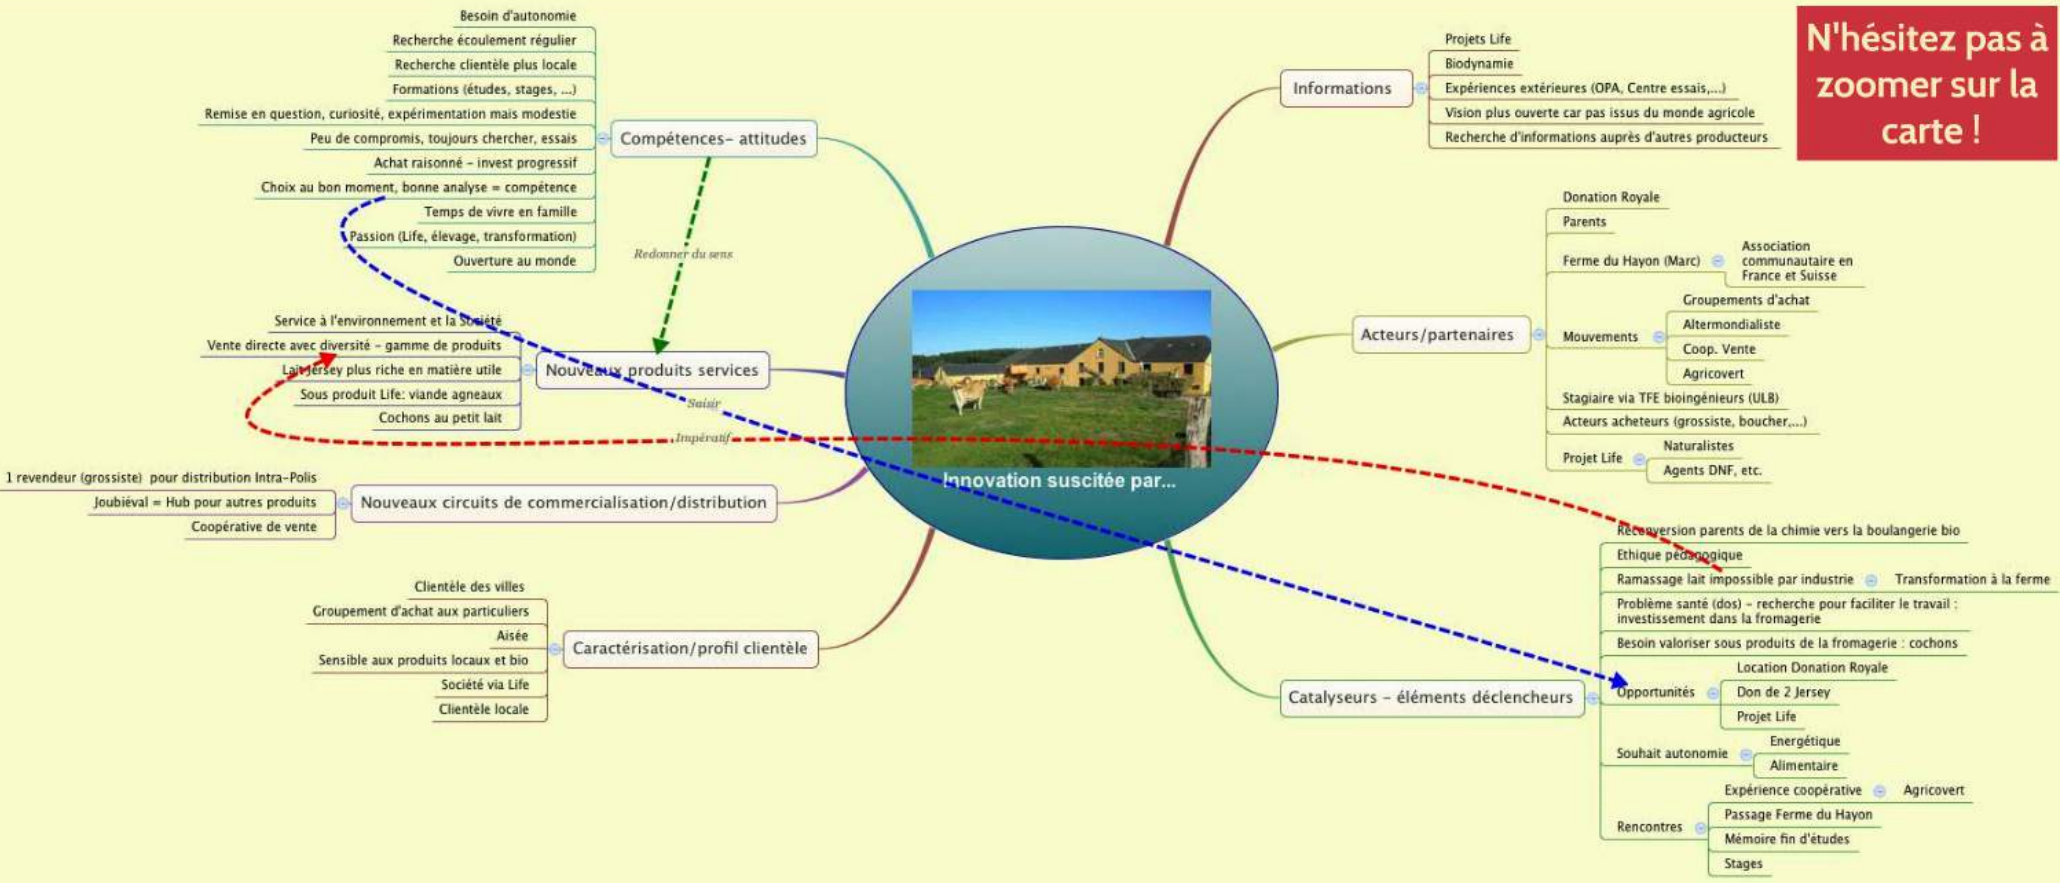 Besoin d'autonomie
Recherche écoulement régulier
Recherche clientèle plus locale
Formations (études, stages, ...)
Remise en question, curiosité, expérimentation mais modestie
Peu de compromis, toujours chercher, essais
Achat raisonné – invest progressif
Choix au bon moment, bonne analyse = compétence
Temps de vivre en famille
Passion (Life, élevage, transformation)
Ouverture au monde
Compétences– attitudes
Redonner du sens
Service à l'environnement et la Société
Vente directe avec diversité – gamme de produits
Lait Jersey plus riche en matière utile
Sous produit Life: viande agneaux
Cochons au petit lait
Nouveaux produits services
Saisir
Impératif
1 revendeur (grossiste) pour distribution Intra-Polis
Joubiéval = Hub pour autres produits
Coopérative de vente
Nouveaux circuits de commercialisation/distribution
Clientèle des villes
Groupement d'achat aux particuliers
Aisée
Sensible aux produits locaux et bio
Société via Life
Clientèle locale
Caractérisation/profil clientèle
Innovation suscitée par...
Informations
Projets Life
Biodynamie
Expériences extérieures (OPA, Centre essais,...)
Vision plus ouverte car pas issus du monde agricole
Recherche d'informations auprès d'autres producteurs
N'hésitez pas à
zoomer sur la
carte !
Acteurs/partenaires
Donation Royale
Parents
Ferme du Hayon (Marc)
Association
communautaire en
France et Suisse
Mouvements
Groupements d'achat
Altermondialiste
Coop. Vente
Agricovert
Stagiaire via TFE bioingénieurs (ULB)
Acteurs acheteurs (grossiste, boucher,...)
Projet Life
Naturalistes
Agents DNF, etc.
Catalyseurs – éléments déclencheurs
Reconversion parents de la chimie vers la boulangerie bio
Ethique pédagogique
Ramassage lait impossible par industrie
Transformation à la ferme
Problème santé (dos) – recherche pour faciliter le travail :
investissement dans la fromagerie
Besoin valoriser sous produits de la fromagerie : cochons
Opportunités
Location Donation Royale
Don de 2 Jersey
Projet Life
Souhait autonomie
Energétique
Alimentaire
Rencontres
Expérience coopérative
Agricovert
Passage Ferme du Hayon
Mémoire fin d'études
Stages